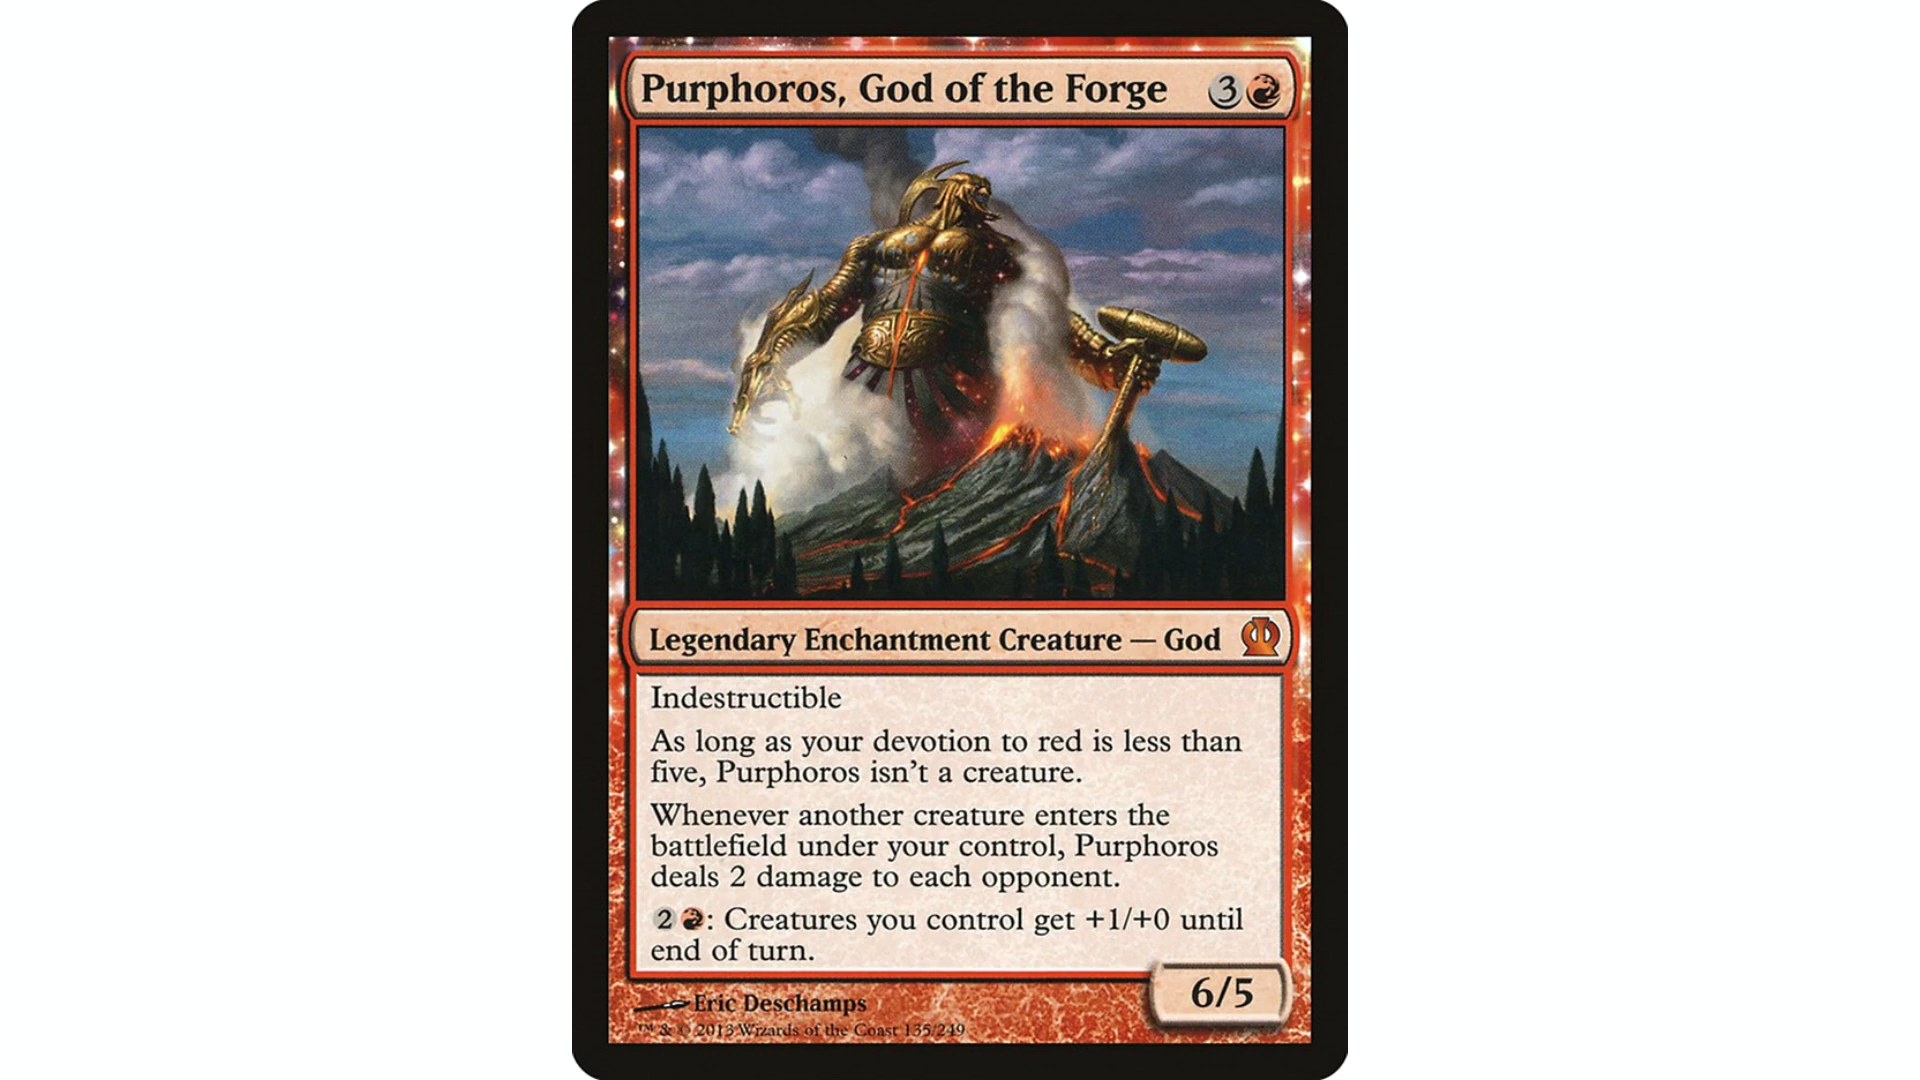 Purphoros, God of the Forge 3
Legendary Enchantment Creature — God
Indestructible
As long as your devotion to red is less than
five, Purphoros isn't a creature.
Whenever another creature enters the
battlefield under your control, Purphoros
deals 2 damage to each opponent.
2 : Creatures you control get +1/+0 until
end of turn.
6/5
Eric Deschamps
™ & © 2013 Wizards of the Coast 135/249